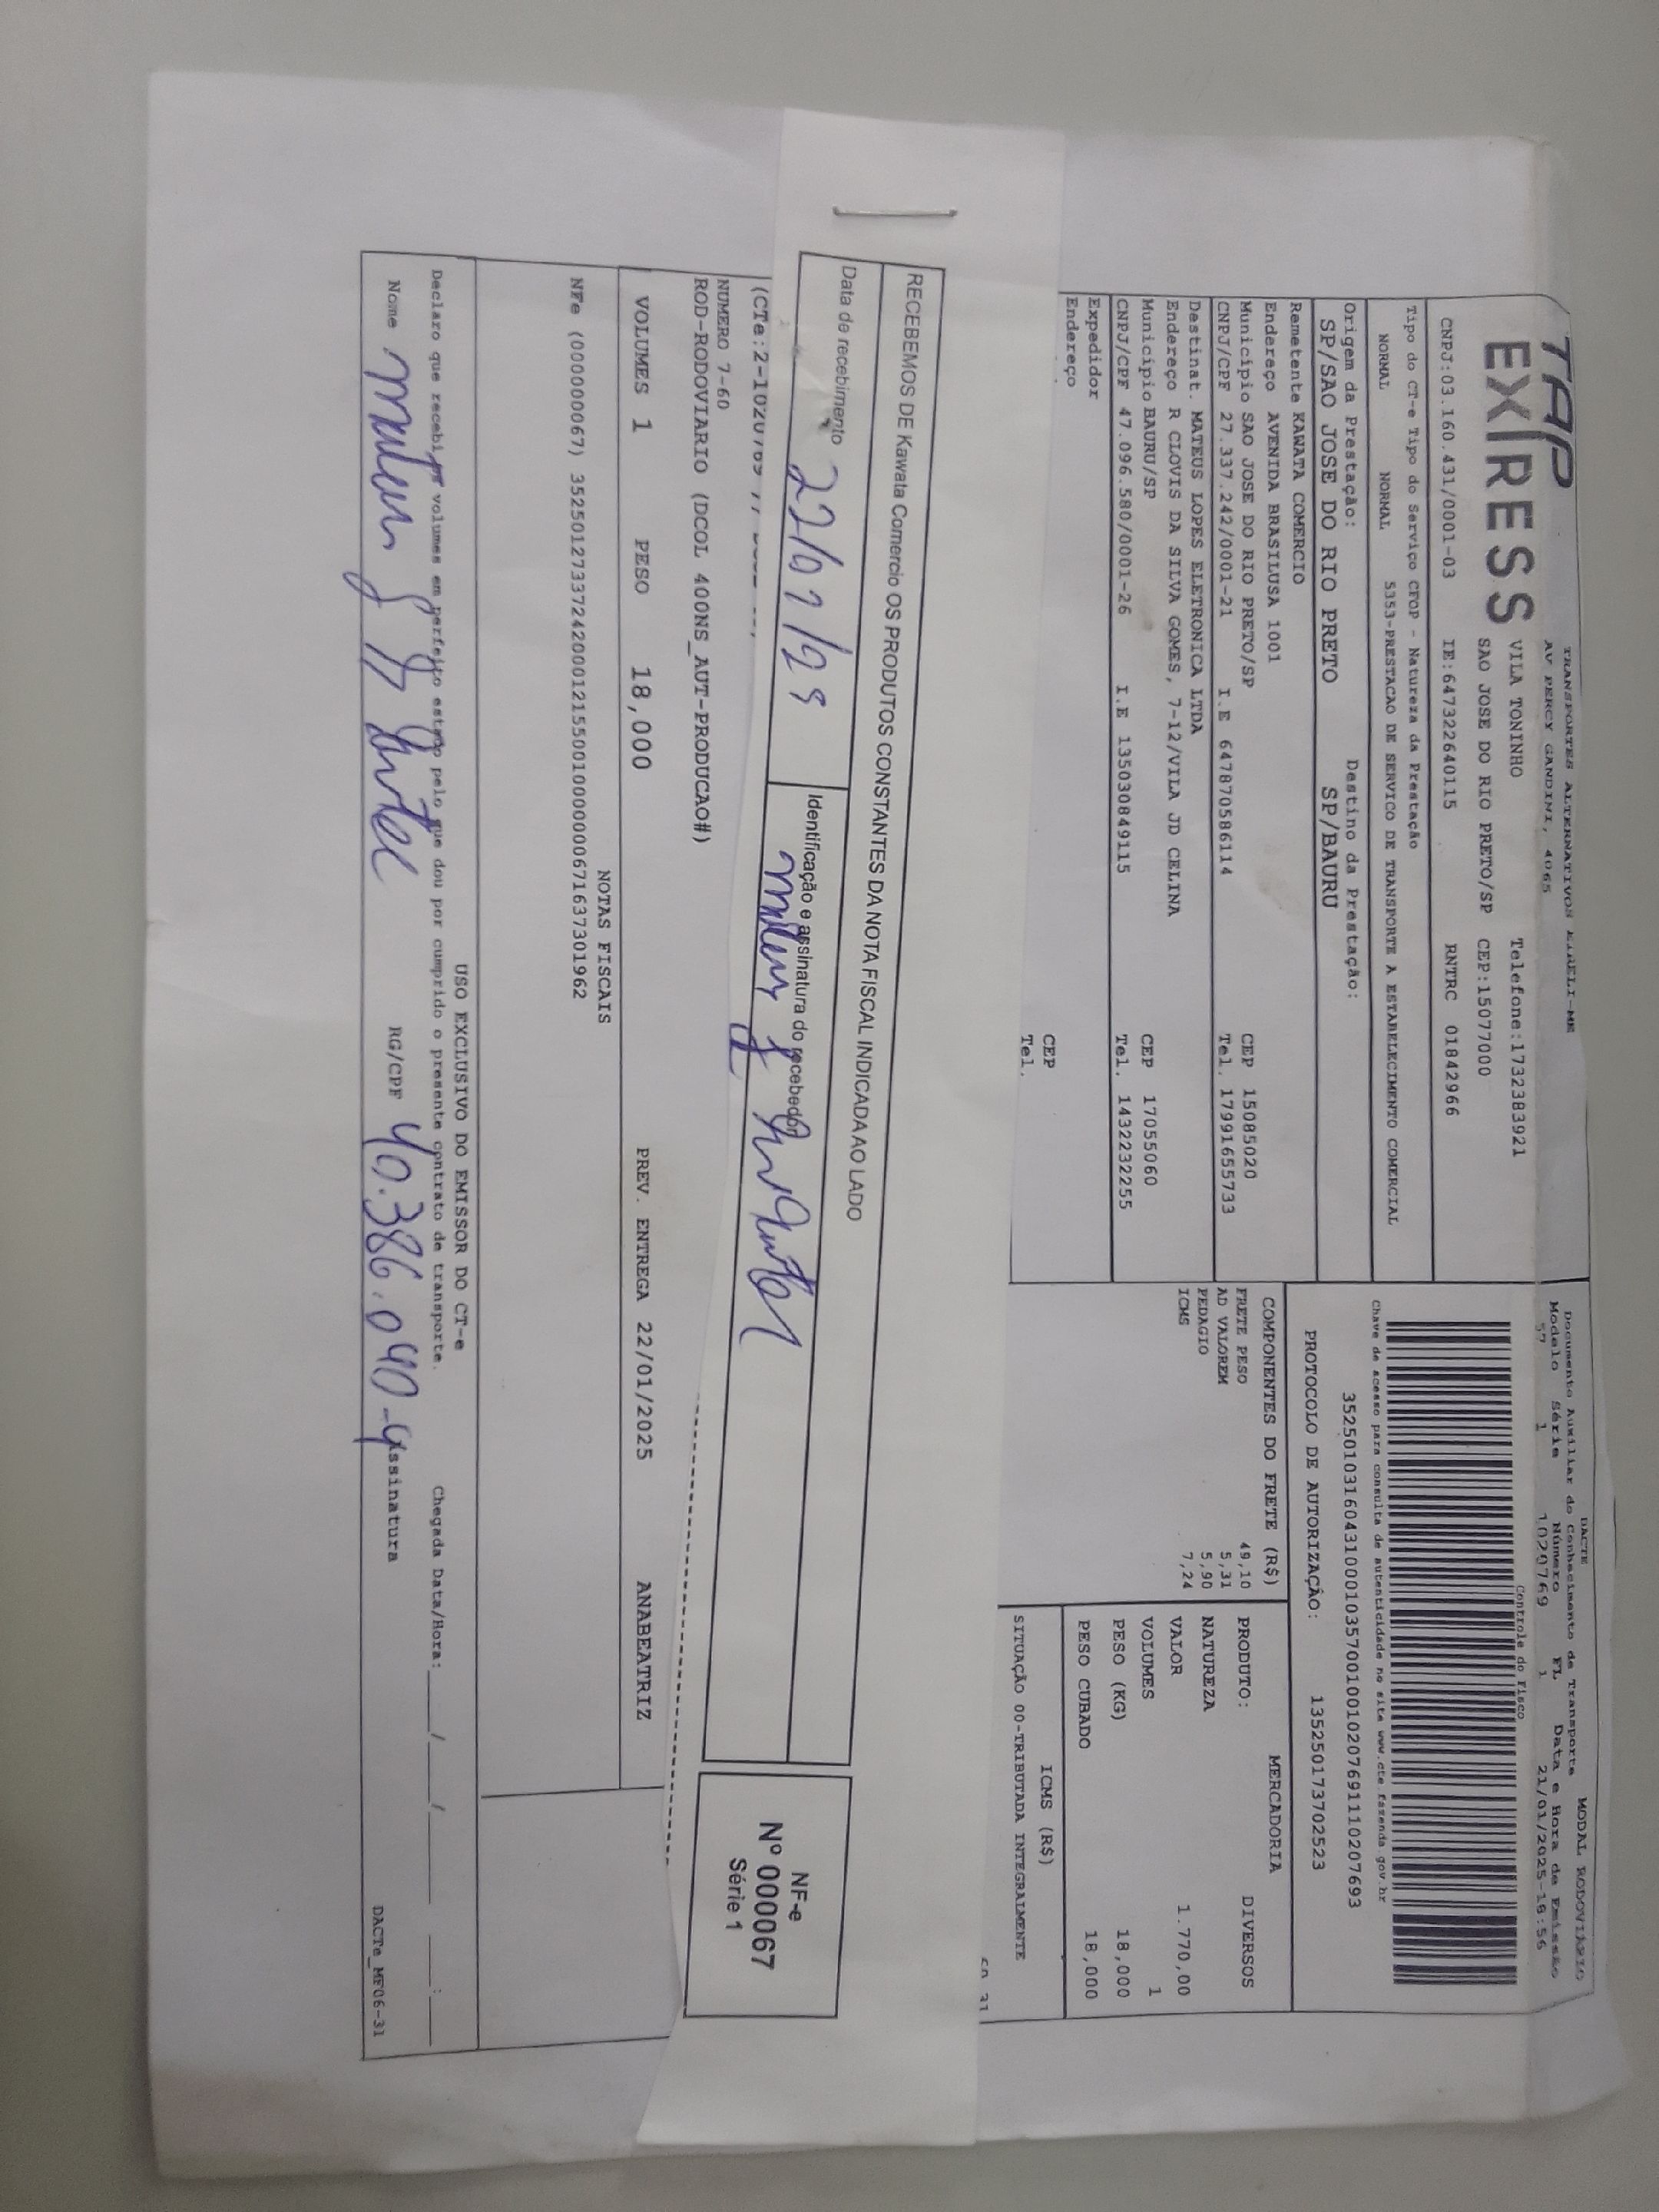 TAP
EXPRESS
TRANSPORTES ALTERNATIVOS EIRELI-ME
AV PERCY GANDINI, 4065
VILA TONINHO Telefone:1732383921
SAO JOSE DO RIO PRETO/SP CEP:15077000
CNPJ:03.160.431/0001-03 IE:647322640115 RNTRC 01842966
DACTE MODAL RODOVIÁRIO
Documento Auxiliar do Conhecimento de Transporte
Modelo Série Número FL Data e Hora de Emissão
57 1 1020769 1 21/01/2025-18:56
Controle do Fisco
Chave de acesso para consulta de autenticidade no site www.cte.fazenda.gov.br
35250103160431000103570010010207691110207693
PROTOCOLO DE AUTORIZAÇÃO: 135250173702523
Tipo do CT-e Tipo do Serviço CFOP - Natureza da Prestação
NORMAL NORMAL 5353-PRESTACAO DE SERVICO DE TRANSPORTE A ESTABELECIMENTO COMERCIAL
Origem da Prestação: Destino da Prestação:
SP/SAO JOSE DO RIO PRETO SP/BAURU
Remetente KAWATA COMERCIO
Endereço AVENIDA BRASILUSA 1001
Município SAO JOSE DO RIO PRETO/SP CEP 15085020
CNPJ/CPF 27.337.242/0001-21 I.E 647870586114 Tel. 17991655733
Destinat. MATEUS LOPES ELETRONICA LTDA
Endereço R CLOVIS DA SILVA GOMES, 7-12/VILA JD CELINA
Município BAURU/SP CEP 17055060
CNPJ/CPF 47.096.580/0001-26 I.E 135030849115 Tel. 1432232255
Expedidor
Endereço
CEP
Tel.
COMPONENTES DO FRETE (R$)
FRETE PESO 49,10
AD VALOREM 5,31
PEDAGIO 5,90
ICMS 7,24
MERCADORIA
PRODUTO: DIVERSOS
NATUREZA
VALOR 1.770,00
VOLUMES 1
PESO (KG) 18,000
PESO CUBADO 18,000
ICMS (R$)
SITUAÇÃO 00-TRIBUTADA INTEGRALMENTE
RECEBEMOS DE Kawata Comercio OS PRODUTOS CONSTANTES DA NOTA FISCAL INDICADA AO LADO
Data de recebimento Identificação e assinatura do recebedor
NF-e
Nº 000067
Série 1
NUMERO 7-60
ROD-RODOVIARIO (DCOL 400NS_AUT-PRODUCAO#)
VOLUMES 1 PESO 18,000 PREV. ENTREGA 22/01/2025 ANABEATRIZ
NOTAS FISCAIS
NFe (000000067) 35250127337242000121550010000000671637301962
USO EXCLUSIVO DO EMISSOR DO CT-e
Declaro que recebi volumes em perfeito estado pelo que dou por cumprido o presente contrato de transporte. Chegada Data/Hora:____/____/____ ____:____
Nome RG/CPF 40.386.040-9 Assinatura
DACTe_MF06-31